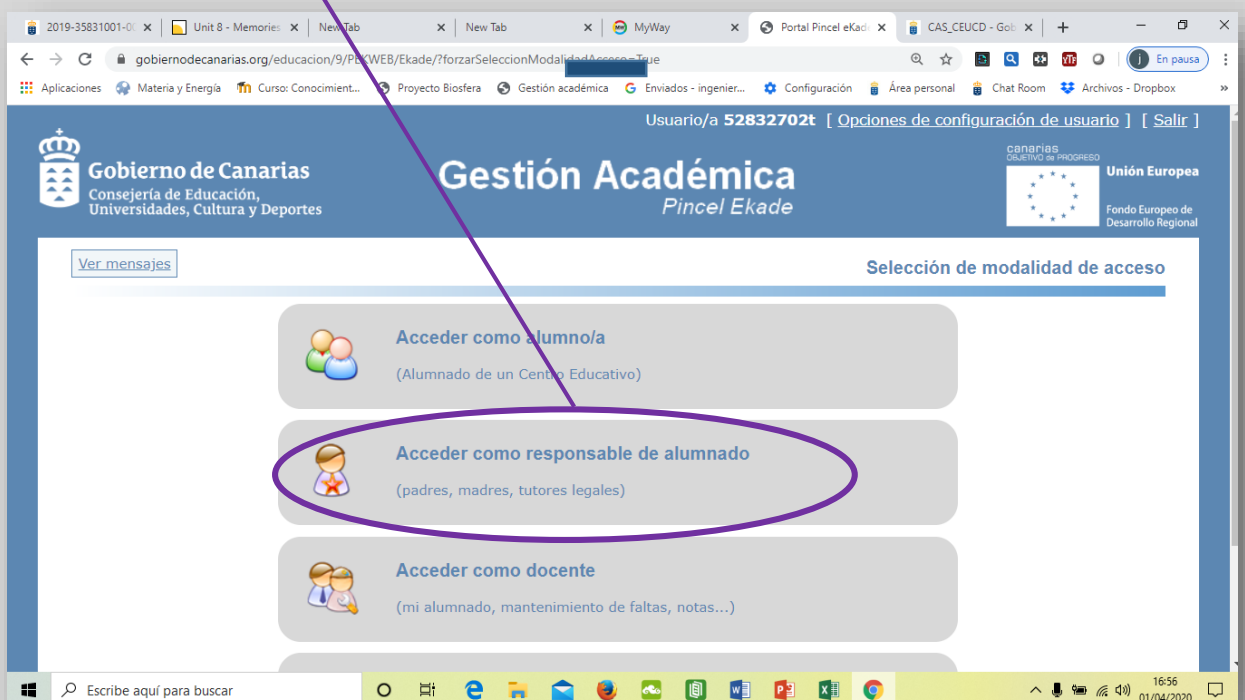 2019-35831001-0
Unit 8 - Memories
New Tab
New Tab
MyWay
Portal Pincel eKad
CAS_CEUCD - Gob
gobiernodecanarias.org/educacion/9/PEKWEB/Ekade/?forzarSeleccionModalidadAcceso=True
En pausa
Aplicaciones
Materia y Energía
Curso: Conocimient...
Proyecto Biosfera
Gestión académica
Enviados - ingenier...
Configuración
Área personal
Chat Room
Archivos - Dropbox
Usuario/a 52832702t [ Opciones de configuración de usuario ] [ Salir ]
Gobierno de Canarias
Consejería de Educación,
Universidades, Cultura y Deportes
Gestión Académica
Pincel Ekade
canarias
OBJETIVO de PROGRESO
Unión Europea
Fondo Europeo de
Desarrollo Regional
Ver mensajes
Selección de modalidad de acceso
Acceder como alumno/a
(Alumnado de un Centro Educativo)
Acceder como responsable de alumnado
(padres, madres, tutores legales)
Acceder como docente
(mi alumnado, mantenimiento de faltas, notas...)
Escribe aquí para buscar
16:56
01/04/2020